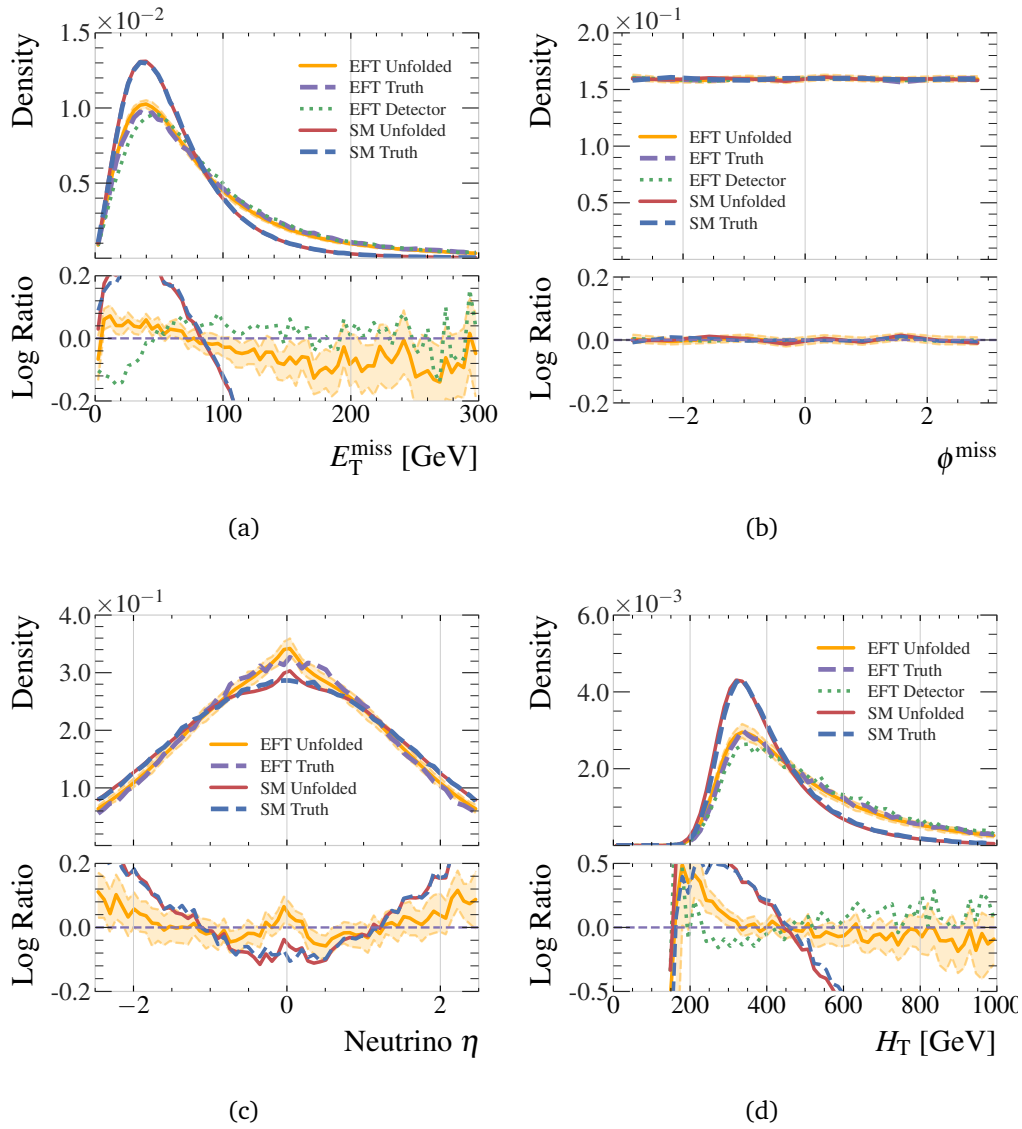 ×10⁻²
1.5
1.0
0.5
Density
EFT Unfolded
EFT Truth
EFT Detector
SM Unfolded
SM Truth
0.2
0.0
-0.2
Log Ratio
0 100 200 300
E_T^miss [GeV]
(a)
×10⁻¹
2.0
1.5
1.0
0.5
0.0
Density
EFT Unfolded
EFT Truth
EFT Detector
SM Unfolded
SM Truth
0.2
0.0
-0.2
Log Ratio
−2 0 2
ϕ^miss
(b)
×10⁻¹
4.0
3.0
2.0
1.0
Density
EFT Unfolded
EFT Truth
SM Unfolded
SM Truth
0.2
0.0
-0.2
Log Ratio
−2 0 2
Neutrino η
(c)
×10⁻³
6.0
4.0
2.0
0.0
Density
EFT Unfolded
EFT Truth
EFT Detector
SM Unfolded
SM Truth
0.5
0.0
-0.5
Log Ratio
0 200 400 600 800 1000
H_T [GeV]
(d)